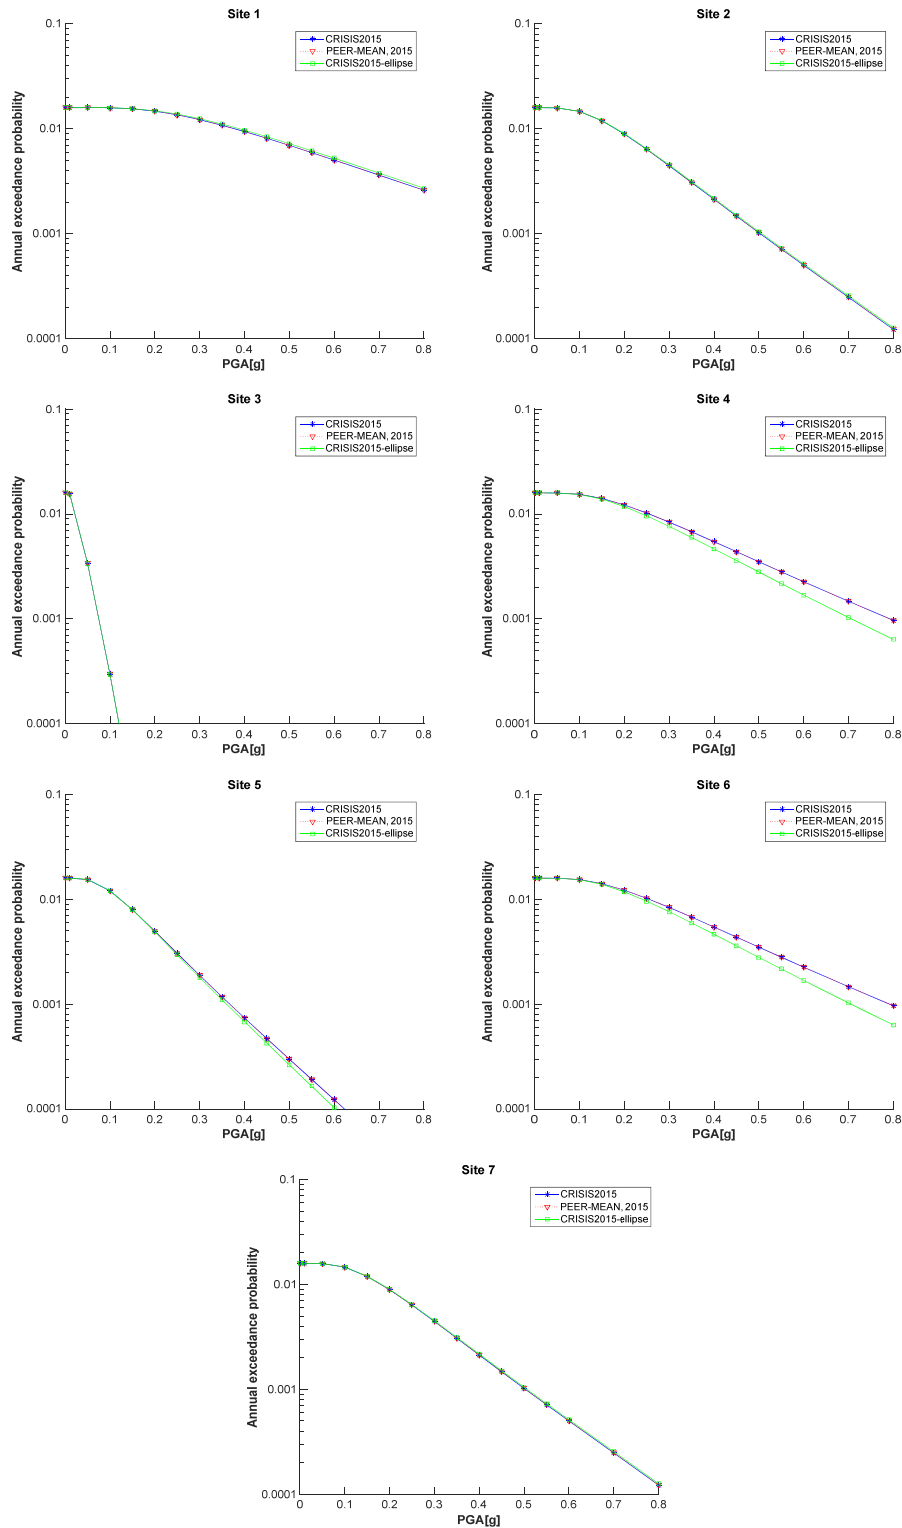 Site 1
CRISIS2015
PEER-MEAN, 2015
CRISIS2015-ellipse
Annual exceedance probability
0.1
0.01
0.001
0.0001
0 0.1 0.2 0.3 0.4 0.5 0.6 0.7 0.8
PGA[g]
Site 2
CRISIS2015
PEER-MEAN, 2015
CRISIS2015-ellipse
Annual exceedance probability
0.1
0.01
0.001
0.0001
0 0.1 0.2 0.3 0.4 0.5 0.6 0.7 0.8
PGA[g]
Site 3
CRISIS2015
PEER-MEAN, 2015
CRISIS2015-ellipse
Annual exceedance probability
0.1
0.01
0.001
0.0001
0 0.1 0.2 0.3 0.4 0.5 0.6 0.7 0.8
PGA[g]
Site 4
CRISIS2015
PEER-MEAN, 2015
CRISIS2015-ellipse
Annual exceedance probability
0.1
0.01
0.001
0.0001
0 0.1 0.2 0.3 0.4 0.5 0.6 0.7 0.8
PGA[g]
Site 5
CRISIS2015
PEER-MEAN, 2015
CRISIS2015-ellipse
Annual exceedance probability
0.1
0.01
0.001
0.0001
0 0.1 0.2 0.3 0.4 0.5 0.6 0.7 0.8
PGA[g]
Site 6
CRISIS2015
PEER-MEAN, 2015
CRISIS2015-ellipse
Annual exceedance probability
0.1
0.01
0.001
0.0001
0 0.1 0.2 0.3 0.4 0.5 0.6 0.7 0.8
PGA[g]
Site 7
CRISIS2015
PEER-MEAN, 2015
CRISIS2015-ellipse
Annual exceedance probability
0.1
0.01
0.001
0.0001
0 0.1 0.2 0.3 0.4 0.5 0.6 0.7 0.8
PGA[g]